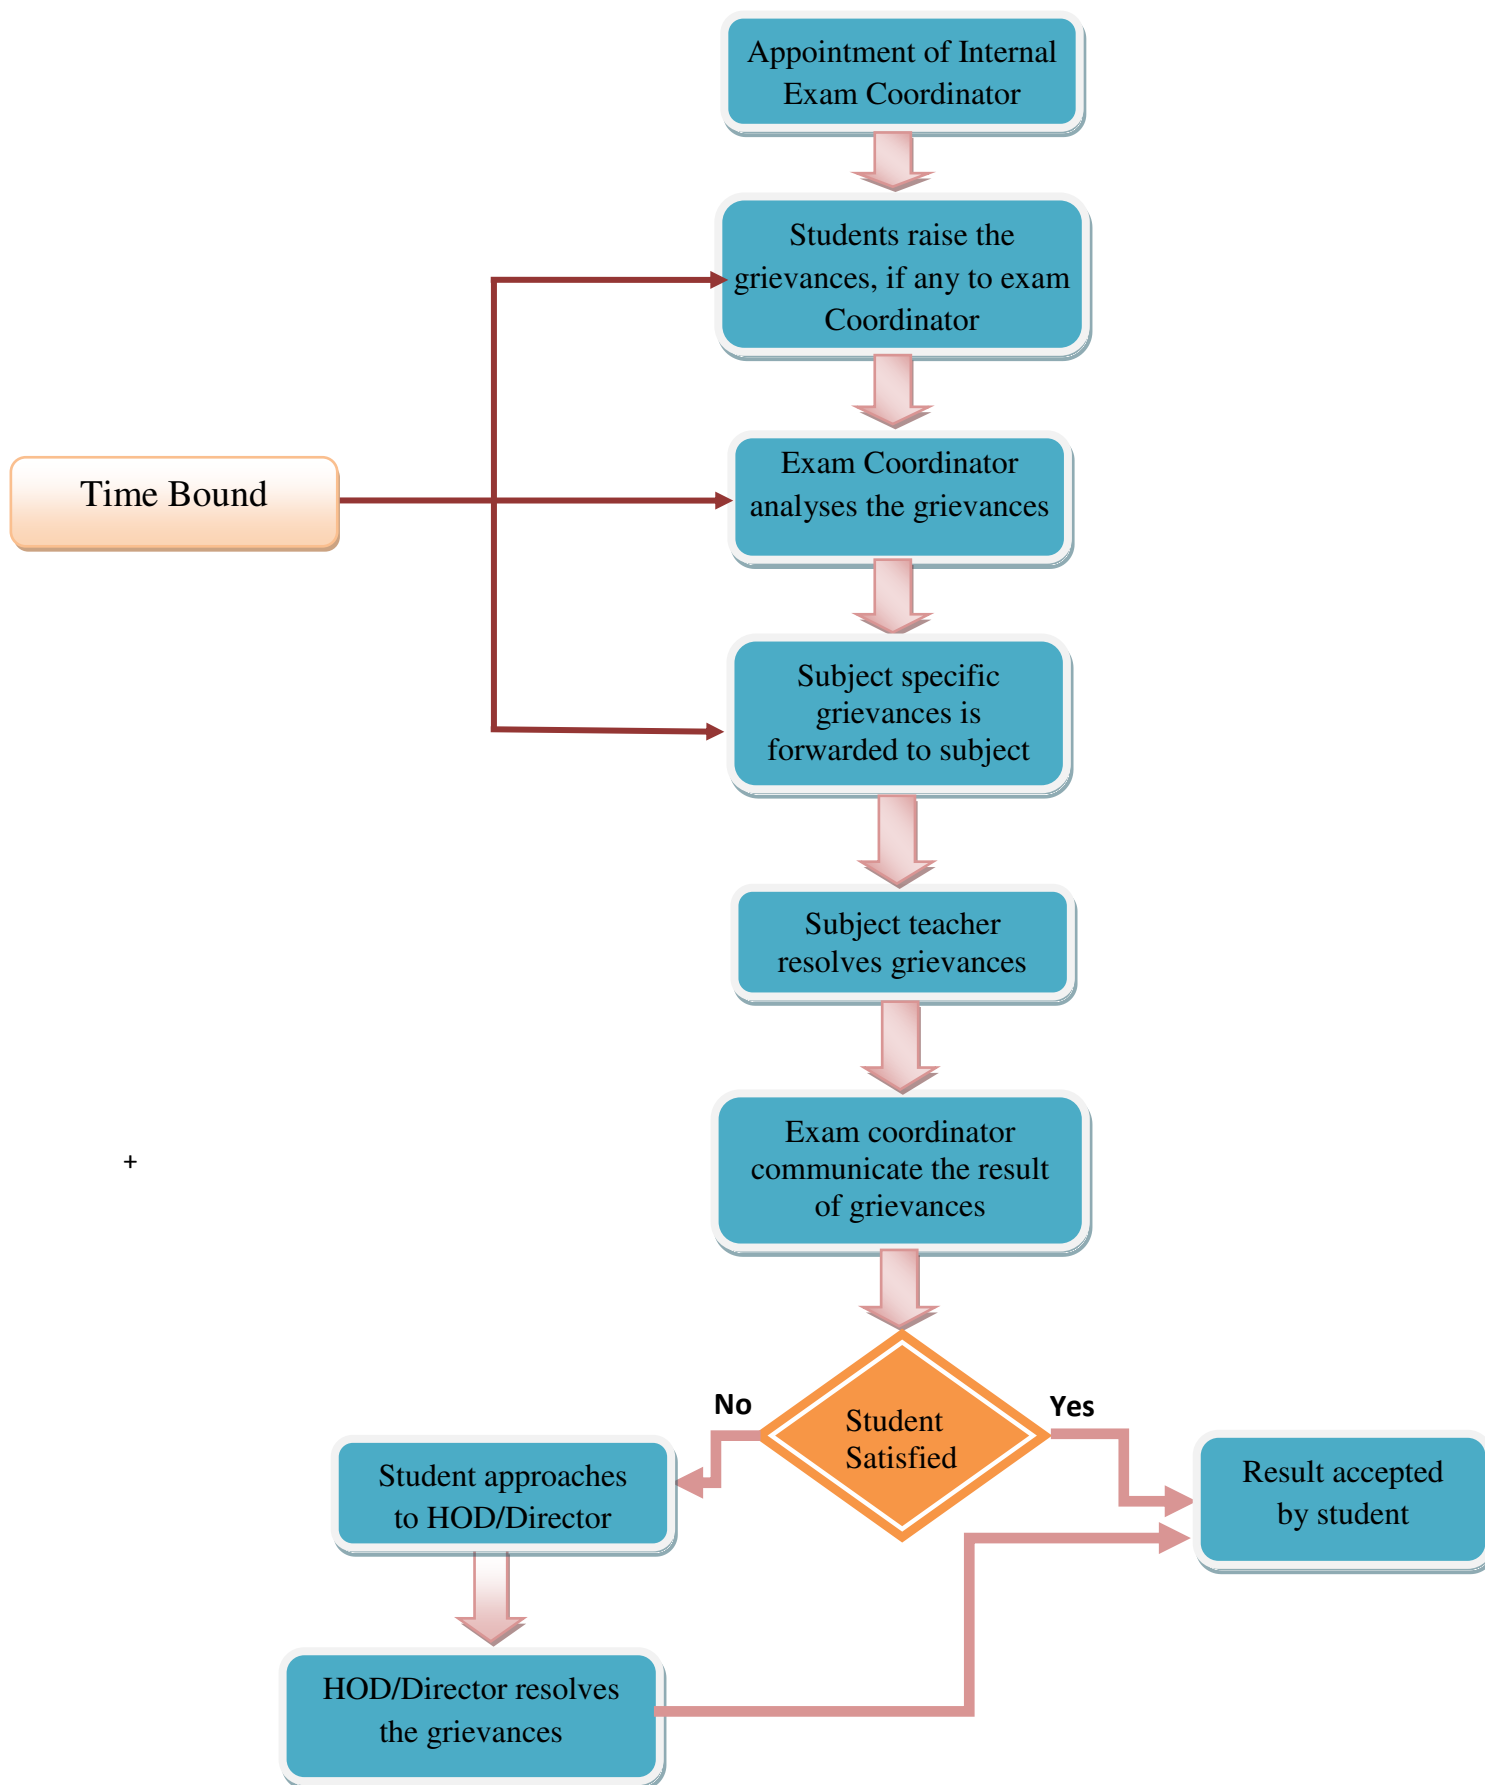 Appointment of Internal
Exam Coordinator
Students raise the
grievances, if any to exam
Coordinator
Time Bound
Exam Coordinator
analyses the grievances
Subject specific
grievances is
forwarded to subject
Subject teacher
resolves grievances
Exam coordinator
communicate the result
of grievances
+
No
Yes
Student
Satisfied
Student approaches
to HOD/Director
Result accepted
by student
HOD/Director resolves
the grievances